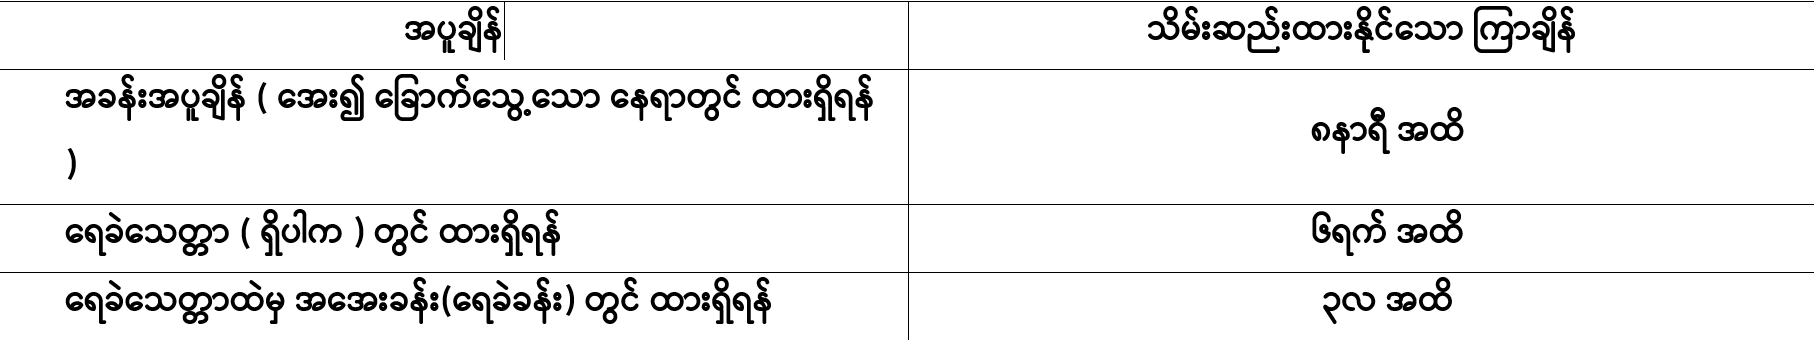 အပူချိန်
သိမ်းဆည်းထားနိုင်သော ကြာချိန်
အခန်းအပူချိန် ( အေး၍ ခြောက်သွေ့သော နေရာတွင် ထားရှိရန်
)
၈နာရီ အထိ
ရေခဲသေတ္တာ ( ရှိပါက ) တွင် ထားရှိရန်
၆ရက် အထိ
ရေခဲသေတ္တာထဲမှ အအေးခန်း(ရေခဲခန်း) တွင် ထားရှိရန်
၃လ အထိ